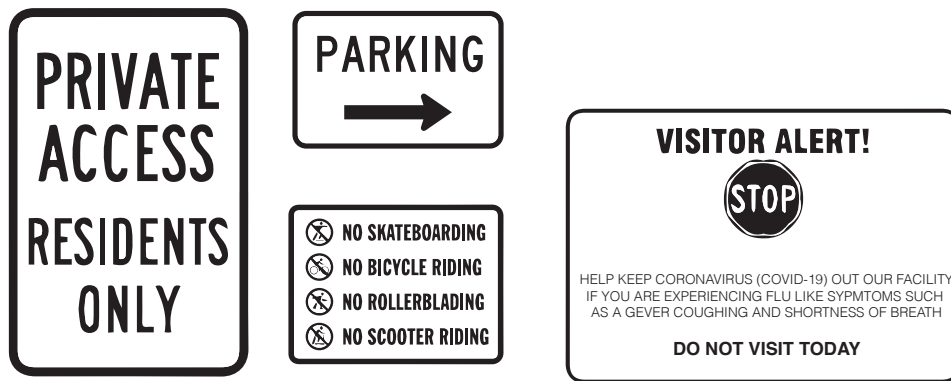 PRIVATE
ACCESS
RESIDENTS
ONLY
PARKING
NO SKATEBOARDING
NO BICYCLE RIDING
NO ROLLERBLADING
NO SCOOTER RIDING
VISITOR ALERT!
STOP
HELP KEEP CORONAVIRUS (COVID-19) OUT OUR FACILITY
IF YOU ARE EXPERIENCING FLU LIKE SYPMTOMS SUCH
AS A GEVER COUGHING AND SHORTNESS OF BREATH
DO NOT VISIT TODAY